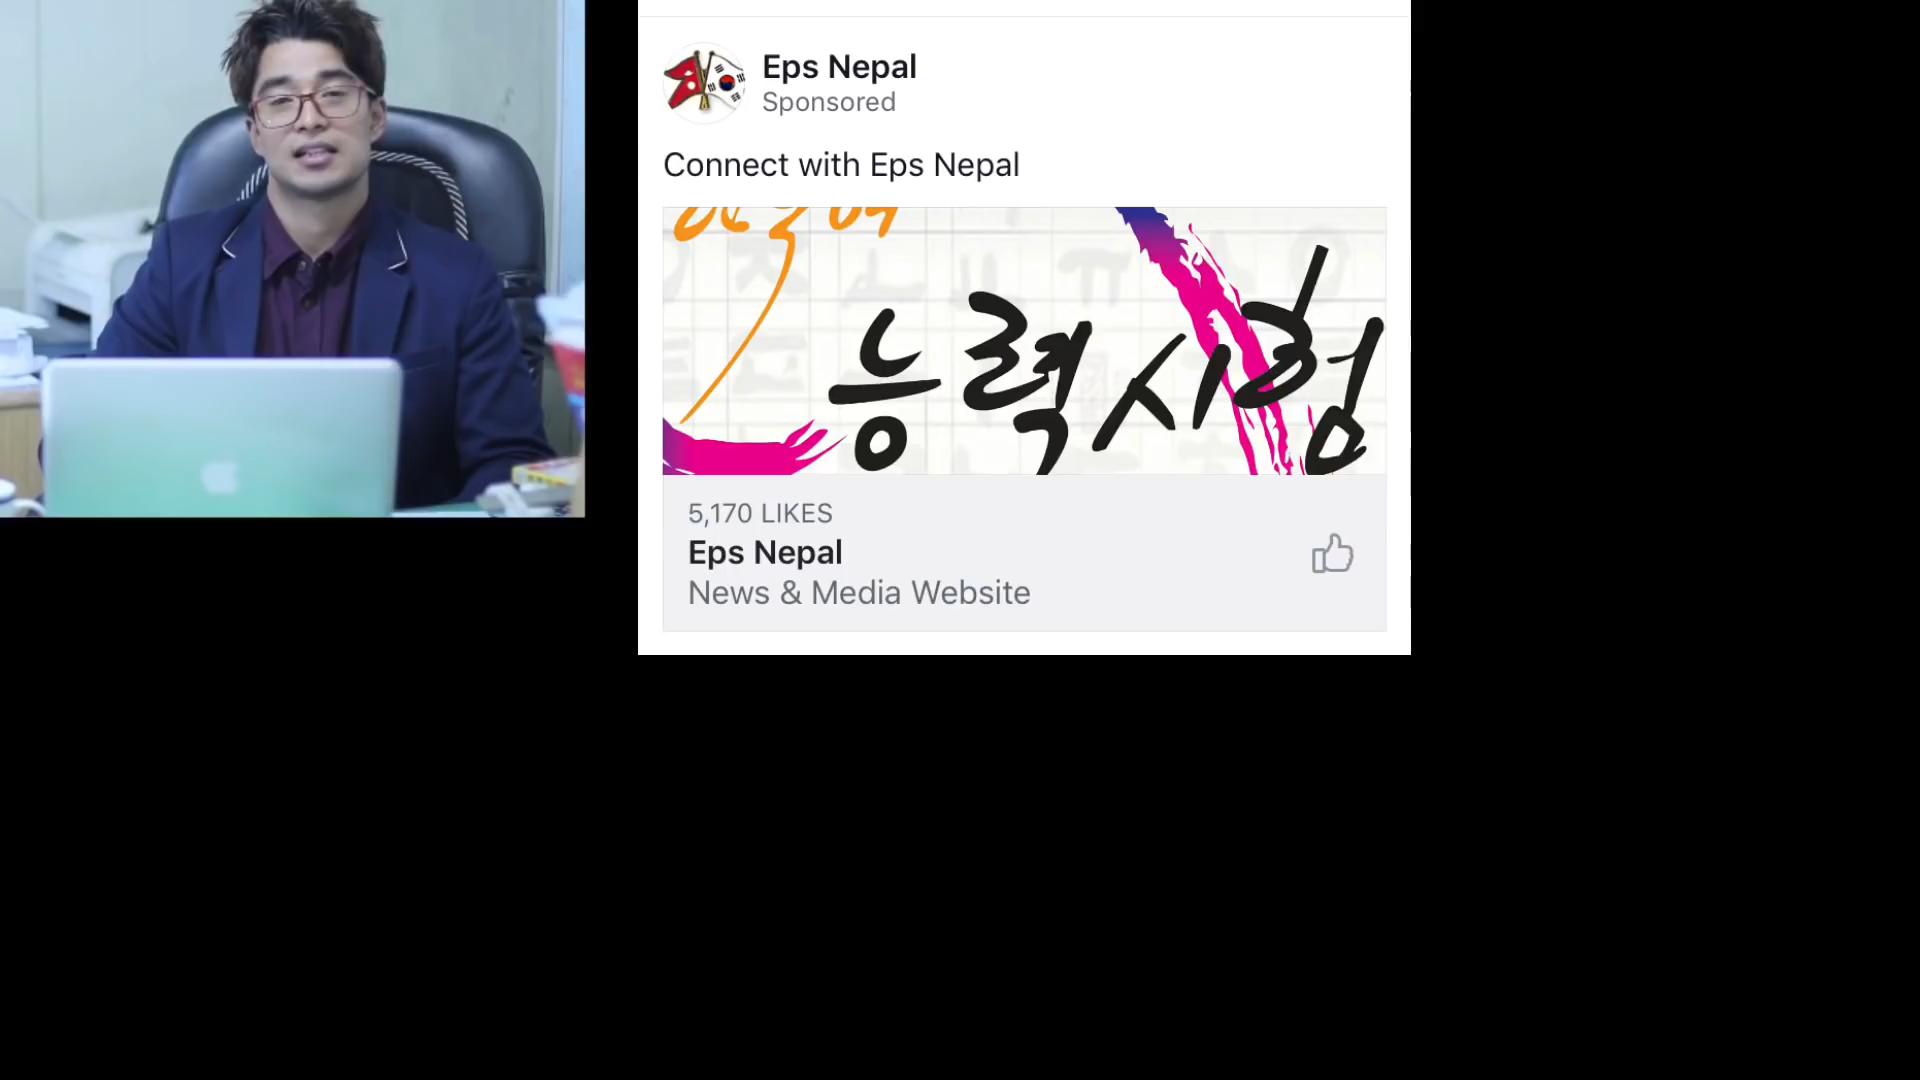 Eps Nepal
Sponsored
Connect with Eps Nepal
능력시험
5,170 LIKES
Eps Nepal
News & Media Website